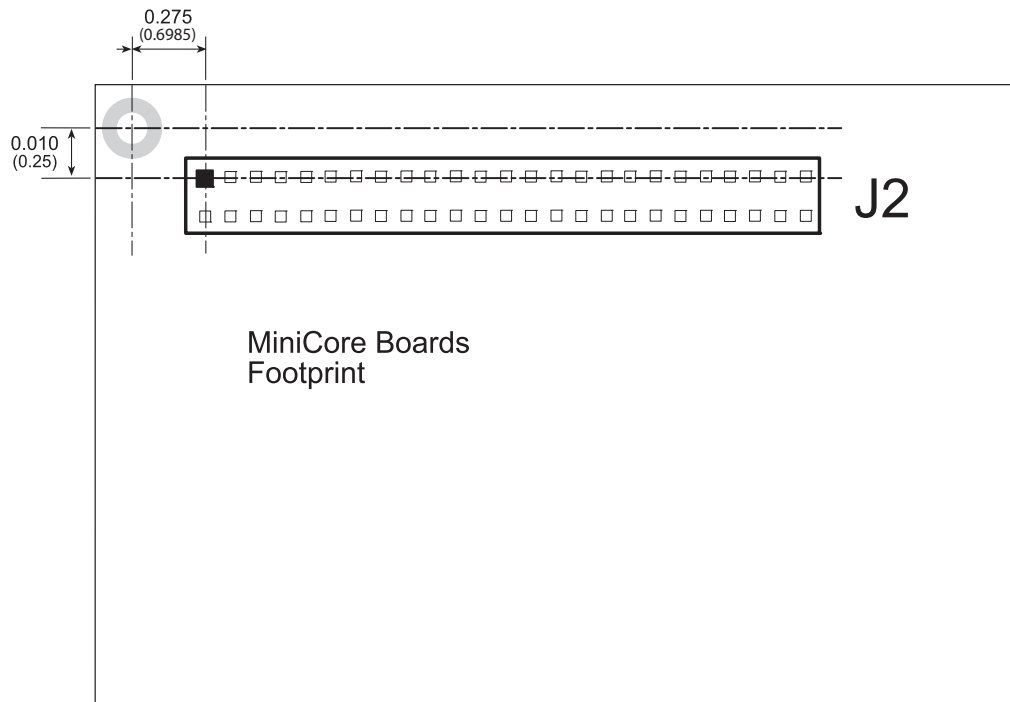 0.275
(0.6985)
0.010
(0.25)
J2
MiniCore Boards
Footprint